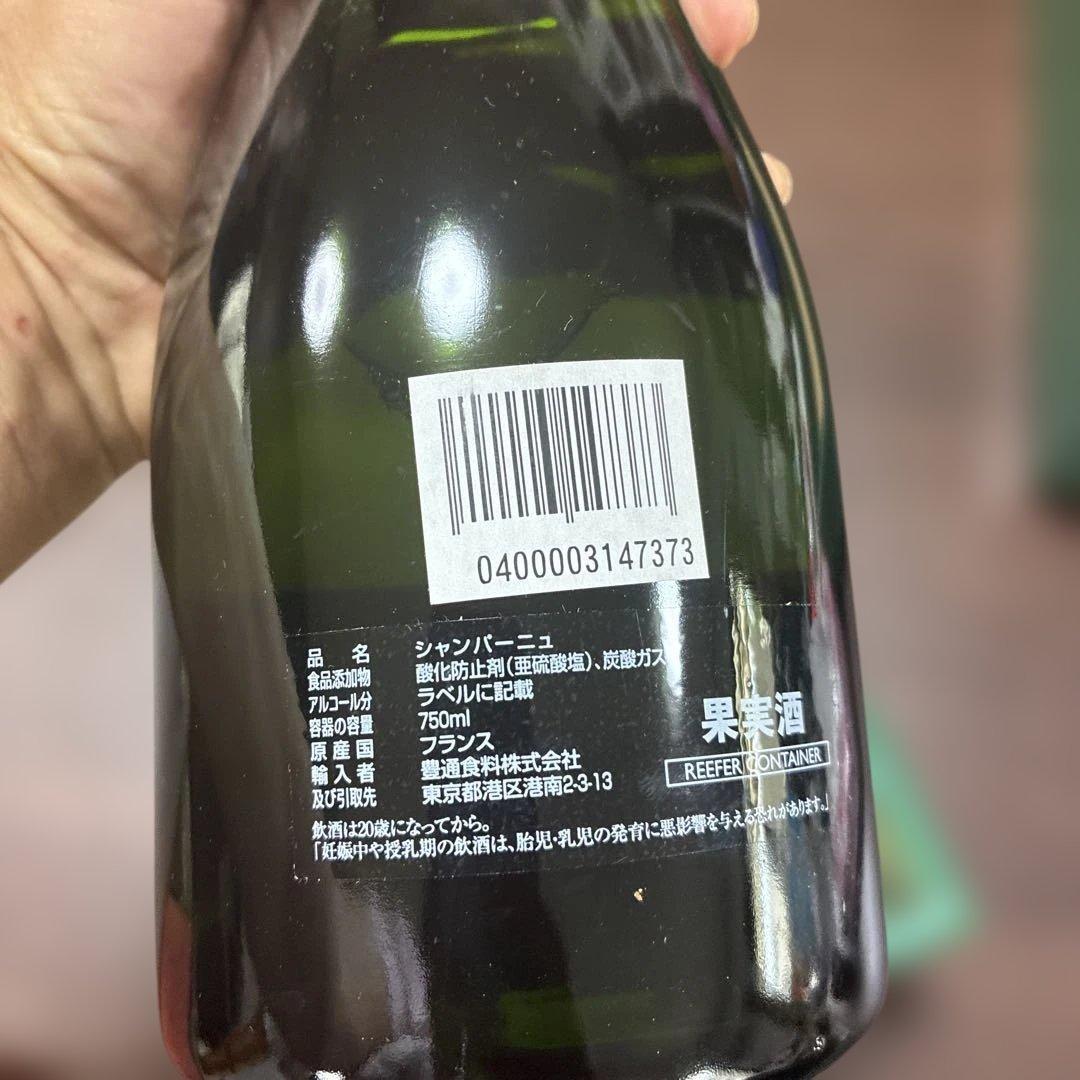 0400003147373
品名 シャンパーニュ
食品添加物 酸化防止剤(亜硫酸塩)、炭酸ガス
アルコール分 ラベルに記載
容器の容量 750ml
原産国 フランス
輸入者 豊通食料株式会社
及び引取先 東京都港区港南2-3-13
果実酒
REEFER CONTAINER
飲酒は20歳になってから。
「妊娠中や授乳期の飲酒は、胎児・乳児の発育に悪影響を与える恐れがあります。」